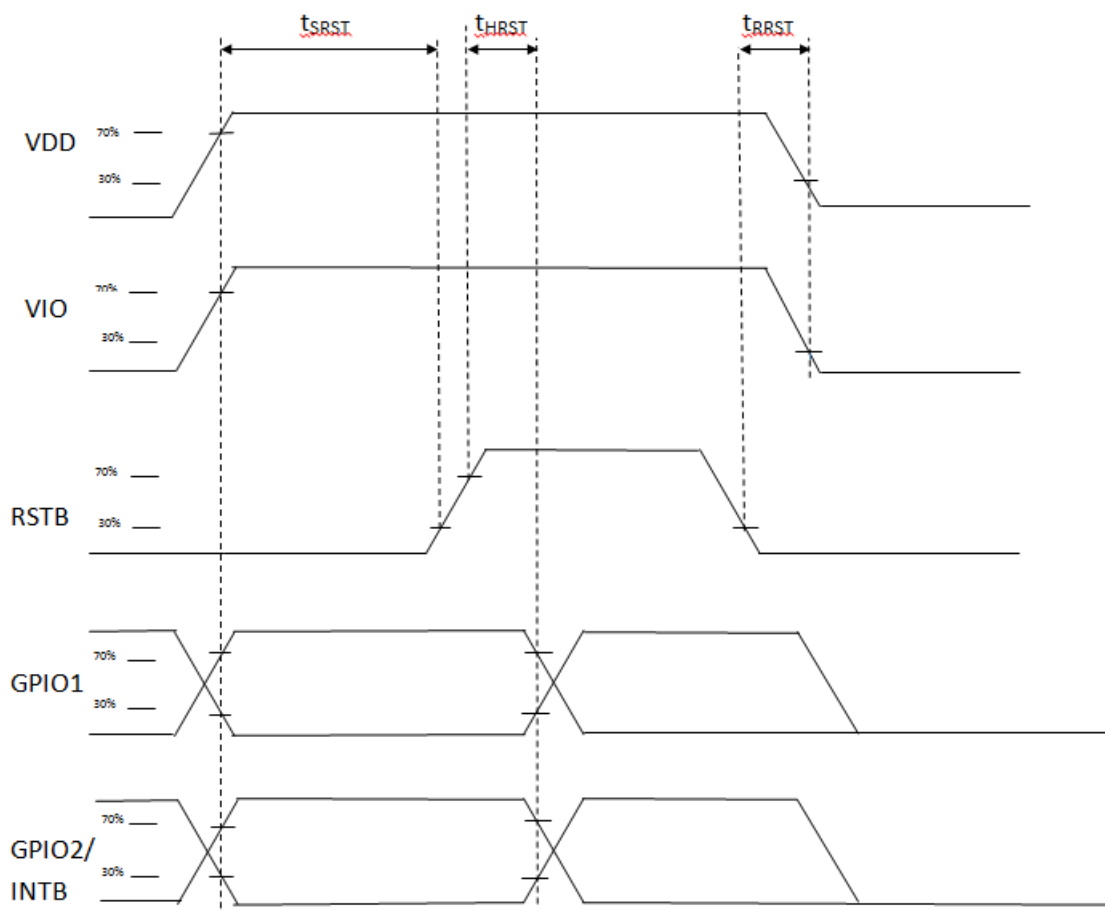 tSRST tHRST tRRST
VDD
70%
30%
VIO
70%
30%
RSTB
70%
30%
GPIO1
70%
30%
GPIO2/
INTB
70%
30%